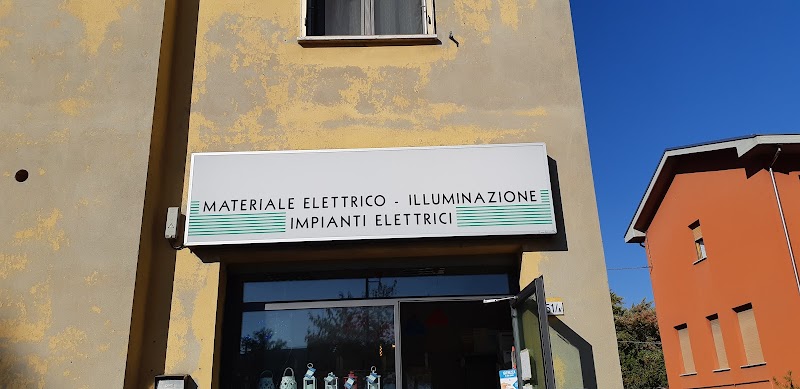 MATERIALE ELETTRICO - ILLUMINAZIONE
IMPIANTI ELETTRICI